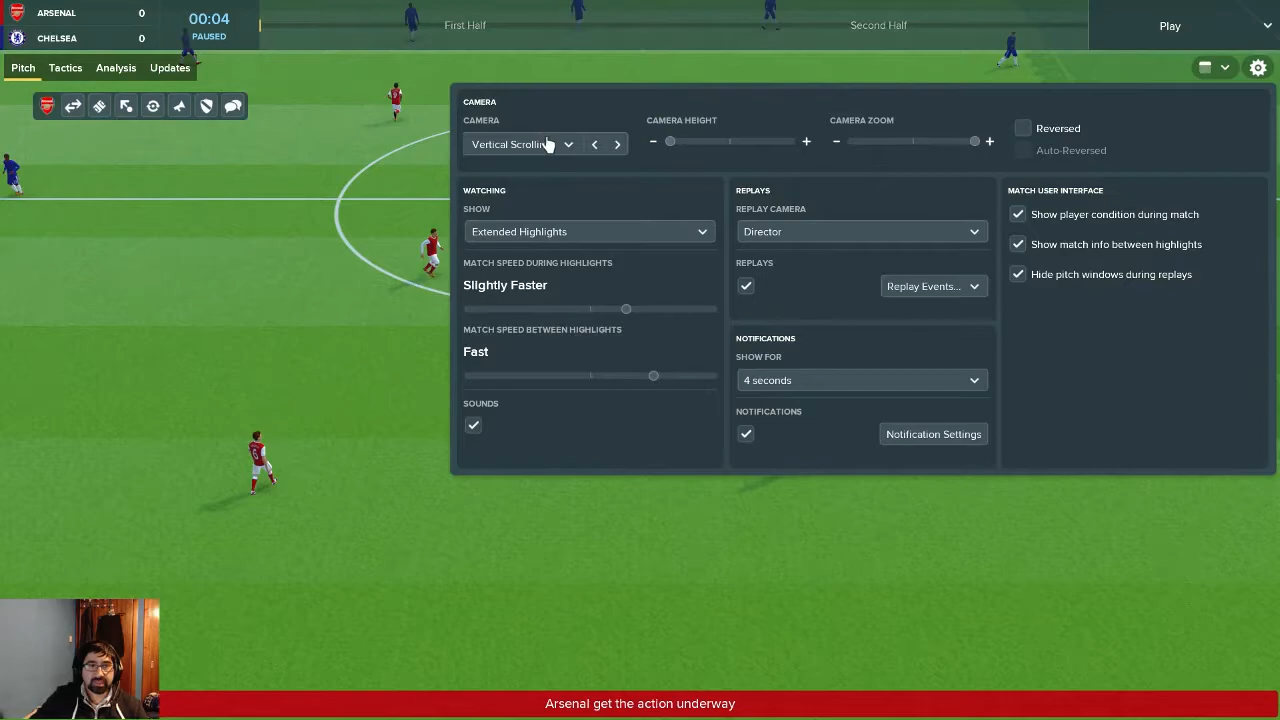 ARSENAL 0
CHELSEA 0
00:04
PAUSED
First Half
Second Half
Play
Pitch Tactics Analysis Updates
CAMERA
CAMERA
Vertical Scrollin
CAMERA HEIGHT
CAMERA ZOOM
Reversed
Auto-Reversed
WATCHING
SHOW
Extended Highlights
MATCH SPEED DURING HIGHLIGHTS
Slightly Faster
MATCH SPEED BETWEEN HIGHLIGHTS
Fast
SOUNDS
REPLAYS
REPLAY CAMERA
Director
REPLAYS
Replay Events...
NOTIFICATIONS
SHOW FOR
4 seconds
NOTIFICATIONS
Notification Settings
MATCH USER INTERFACE
Show player condition during match
Show match info between highlights
Hide pitch windows during replays
Arsenal get the action underway